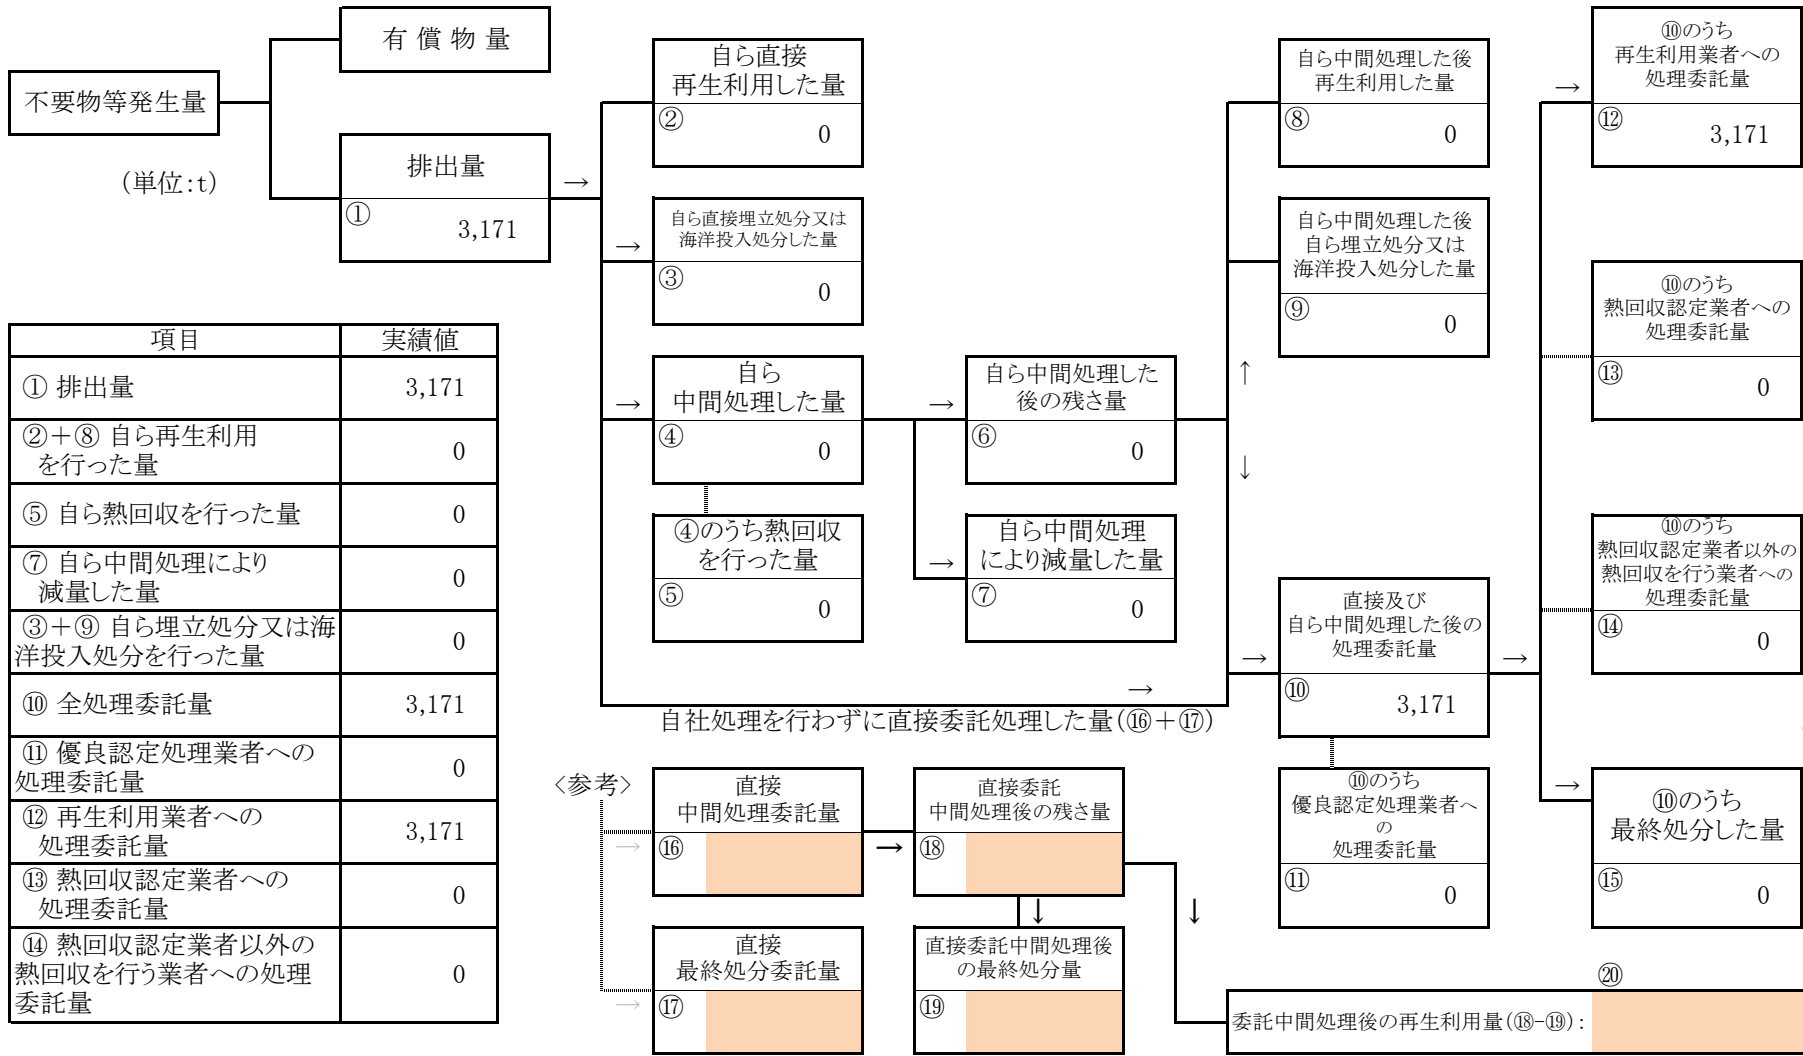 不要物等発生量
(単位:t)
有償物量
排出量
①
3,171
→
自ら直接
再生利用した量
②
0
→
自ら直接埋立処分又は
海洋投入処分した量
③
0
→
自ら
中間処理した量
④
0
④のうち熱回収
を行った量
⑤
0
→
自ら中間処理した
後の残さ量
⑥
0
→
自ら中間処理
により減量した量
⑦
0
→
自社処理を行わずに直接委託処理した量(⑯+⑰)
↑
↓
自ら中間処理した後
再生利用した量
⑧
0
自ら中間処理した後
自ら埋立処分又は
海洋投入処分した量
⑨
0
→
直接及び
自ら中間処理した後の
処理委託量
⑩
3,171
→
⑩のうち
優良認定処理業者へ
の
処理委託量
⑪
0
→
⑩のうち
再生利用業者への
処理委託量
⑫
3,171
⑩のうち
熱回収認定業者への
処理委託量
⑬
0
⑩のうち
熱回収認定業者以外の
熱回収を行う業者への
処理委託量
⑭
0
→
⑩のうち
最終処分した量
⑮
0
項目 実績値
① 排出量 3,171
②+⑧ 自ら再生利用
を行った量 0
⑤ 自ら熱回収を行った量 0
⑦ 自ら中間処理により
減量した量 0
③+⑨ 自ら埋立処分又は海
洋投入処分を行った量 0
⑩ 全処理委託量 3,171
⑪ 優良認定処理業者への
処理委託量 0
⑫ 再生利用業者への
処理委託量 3,171
⑬ 熱回収認定業者への
処理委託量 0
⑭ 熱回収認定業者以外の
熱回収を行う業者への処理
委託量 0
<参考>
→
直接
中間処理委託量
⑯
→
直接委託
中間処理後の残さ量
⑱
↓
↓
→
直接
最終処分委託量
⑰
直接委託中間処理後
の最終処分量
⑲
⑳
委託中間処理後の再生利用量(⑱-⑲):